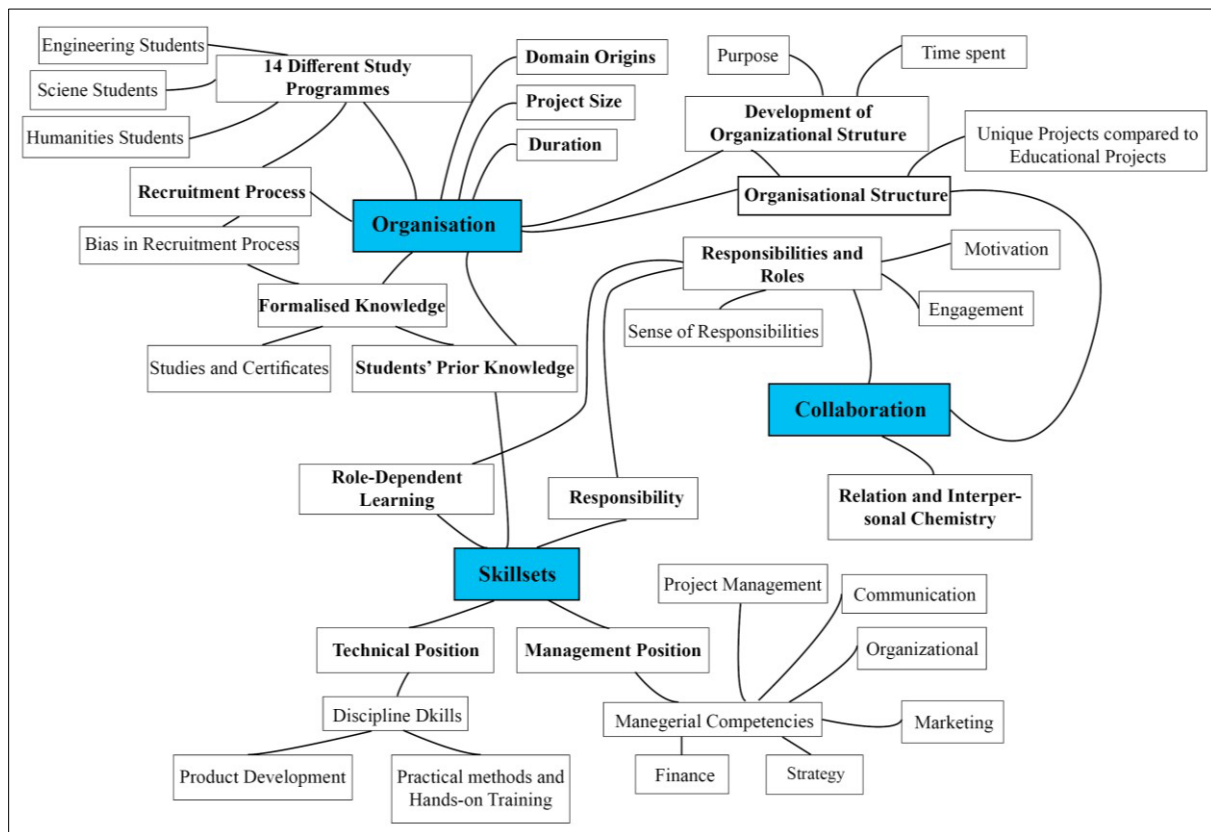 Engineering Students
Sciene Students
Humanities Students
14 Different Study
Programmes
Domain Origins
Project Size
Duration
Purpose
Time spent
Development of
Organizational Struture
Unique Projects compared to
Educational Projects
Recruitment Process
Organisation
Organisational Structure
Bias in Recruitment Process
Responsibilities and
Roles
Motivation
Formalised Knowledge
Engagement
Sense of Responsibilities
Studies and Certificates
Students’ Prior Knowledge
Collaboration
Role-Dependent
Learning
Responsibility
Relation and Interper-
sonal Chemistry
Skillsets
Project Management
Communication
Technical Position
Management Position
Organizational
Discipline Dkills
Manegerial Competencies
Marketing
Product Development
Practical methods and
Hands-on Training
Finance
Strategy